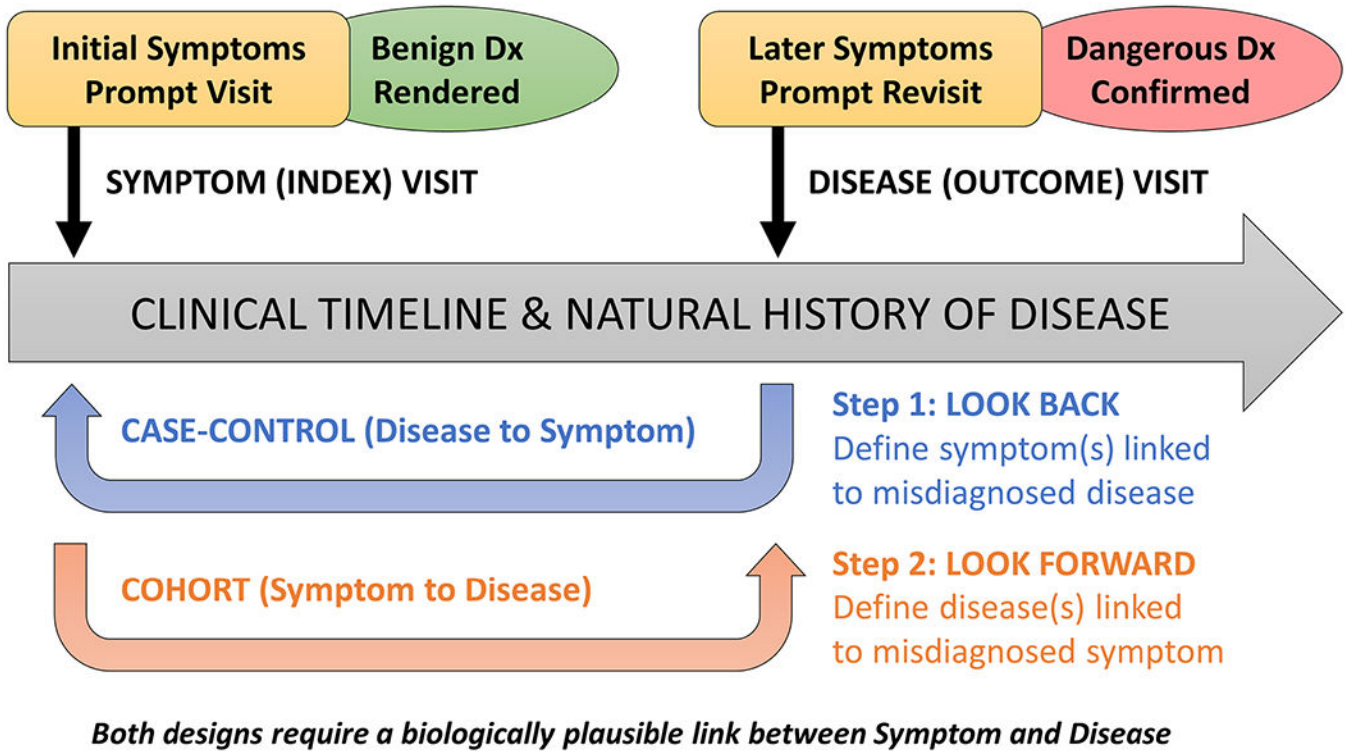 Initial Symptoms
Prompt Visit
Benign Dx
Rendered
Later Symptoms
Prompt Revisit
Dangerous Dx
Confirmed
SYMPTOM (INDEX) VISIT
DISEASE (OUTCOME) VISIT
CLINICAL TIMELINE & NATURAL HISTORY OF DISEASE
CASE-CONTROL (Disease to Symptom)
Step 1: LOOK BACK
Define symptom(s) linked
to misdiagnosed disease
COHORT (Symptom to Disease)
Step 2: LOOK FORWARD
Define disease(s) linked
to misdiagnosed symptom
Both designs require a biologically plausible link between Symptom and Disease